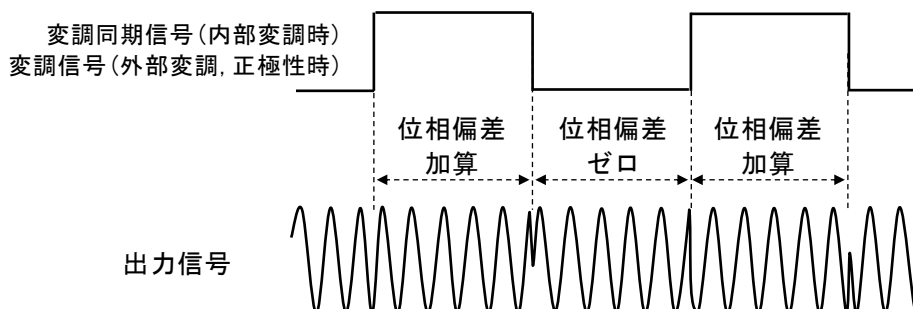 変調同期信号(内部変調時)
変調信号(外部変調, 正極性時)
位相偏差
加算
位相偏差
ゼロ
位相偏差
加算
出力信号